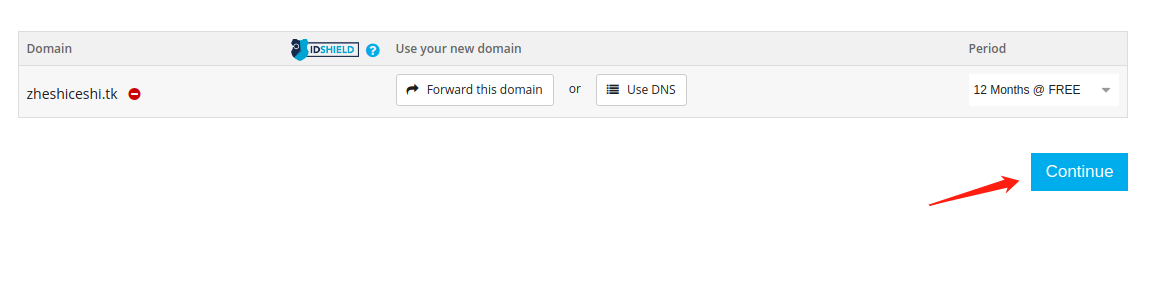 Domain IDSHIELD ? Use your new domain Period
zheshiceshi.tk Forward this domain or Use DNS 12 Months @ FREE
Continue